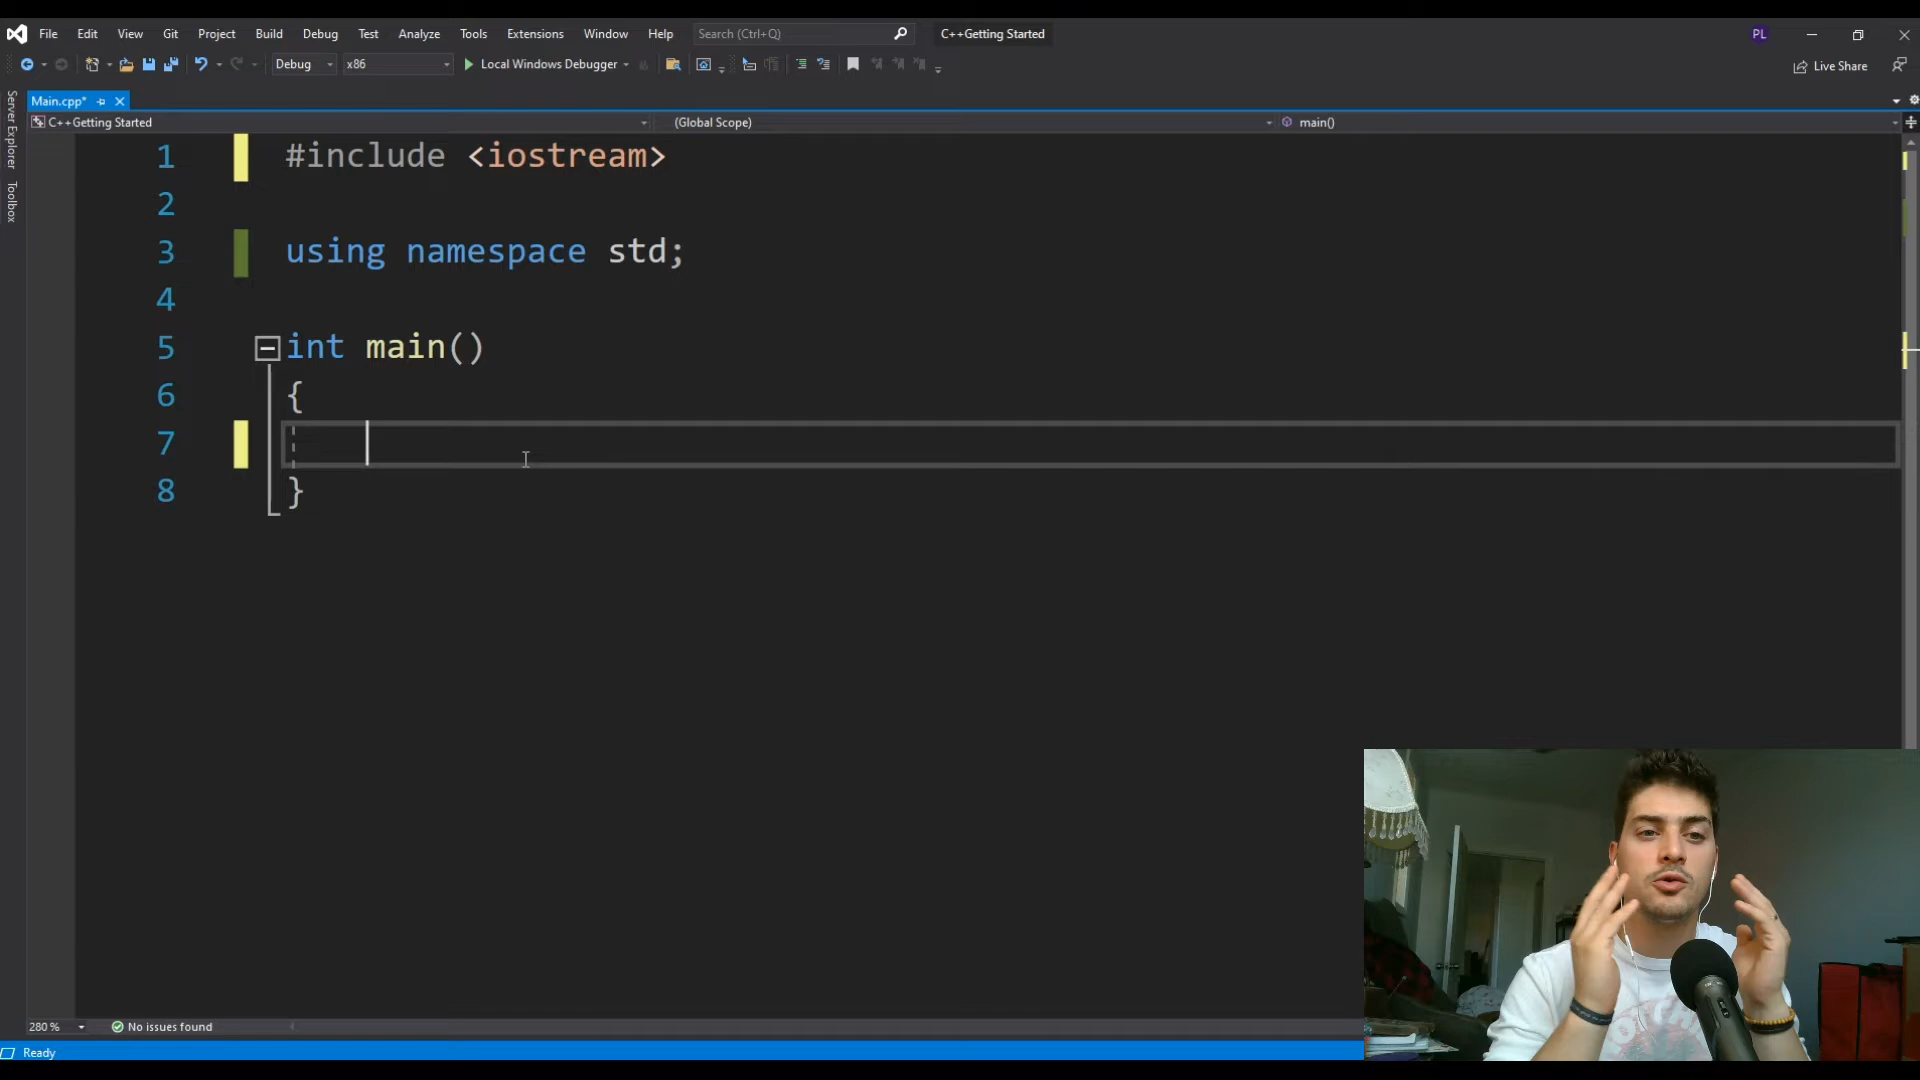 File Edit View Git Project Build Debug Test Analyze Tools Extensions Window Help Search (Ctrl+Q) C++Getting Started PL
Debug x86 Local Windows Debugger Live Share
Server Explorer
Toolbox
Main.cpp*
C++Getting Started (Global Scope) main()
1 #include <iostream>
2
3 using namespace std;
4
5 int main()
6 {
7
8 }
280 % No issues found
Ready